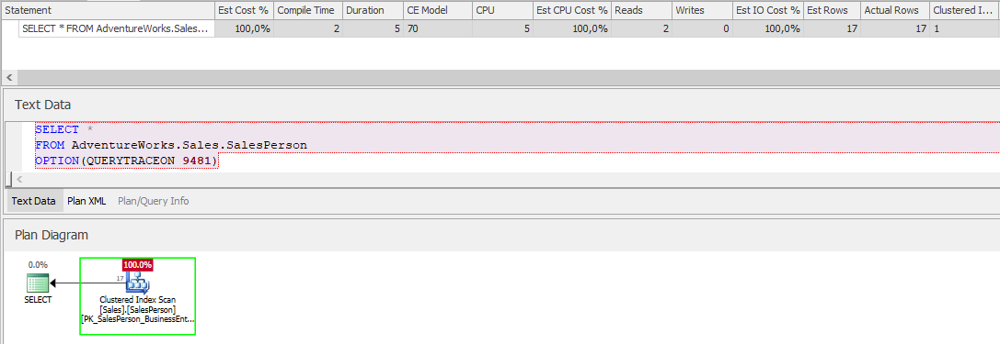 Statement Est Cost % Compile Time Duration CE Model CPU Est CPU Cost % Reads Writes Est IO Cost % Est Rows Actual Rows Clustered I...
SELECT * FROM AdventureWorks.Sales... 100,0% 2 5 70 5 100,0% 2 0 100,0% 17 17 1
Text Data
SELECT *
FROM AdventureWorks.Sales.SalesPerson
OPTION(QUERYTRACEON 9481)
Text Data Plan XML Plan/Query Info
Plan Diagram
0.0% 100.0%
17
SELECT Clustered Index Scan
[Sales].[SalesPerson]
[PK_SalesPerson_BusinessEnt...